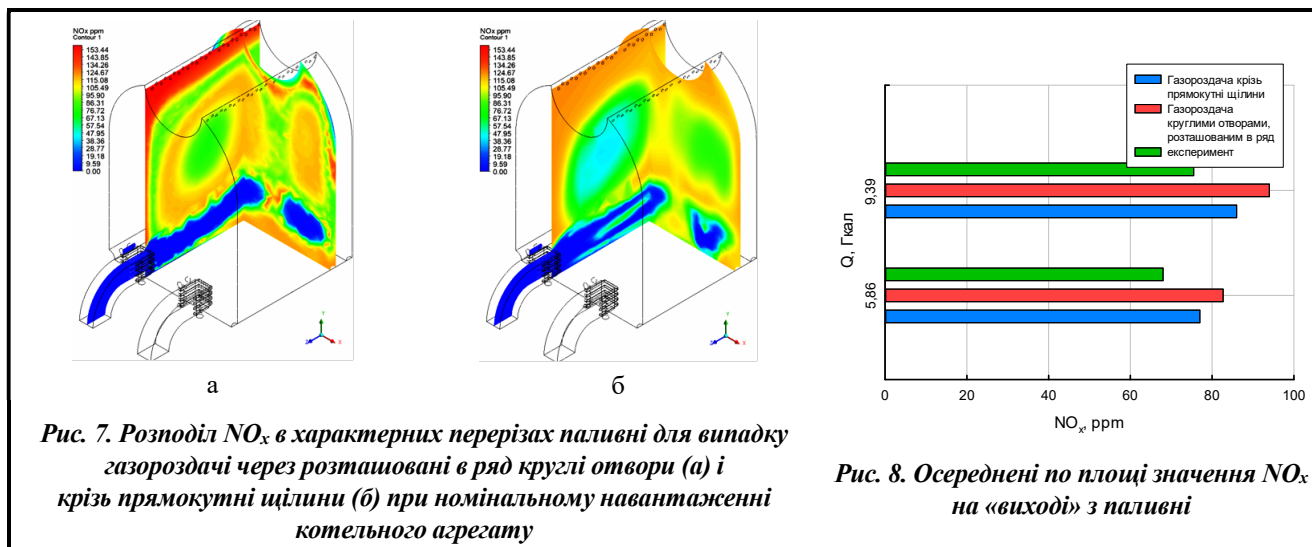 NOx ppm
Contour 1
153.44
143.85
134.26
124.67
115.08
105.49
95.90
86.31
76.72
67.13
57.54
47.95
38.36
28.77
19.18
9.59
0.00
Y
Z
X
а
NOx ppm
Contour 1
153.44
143.85
134.26
124.67
115.08
105.49
95.90
86.31
76.72
67.13
57.54
47.95
38.36
28.77
19.18
9.59
0.00
Y
Z
X
б
Рис. 7. Розподіл NOx в характерних перерізах паливні для випадку
газороздачі через розташовані в ряд круглі отвори (а) і
крізь прямокутні щілини (б) при номінальному навантаженні
котельного агрегату
Газороздача крізь
прямокутні щілини
Газороздача
круглими отворами,
розташованим в ряд
експеримент
Q, Гкал
9,39
5,86
0 20 40 60 80 100
NOx, ppm
Рис. 8. Осереднені по площі значення NOx
на «виході» з паливні